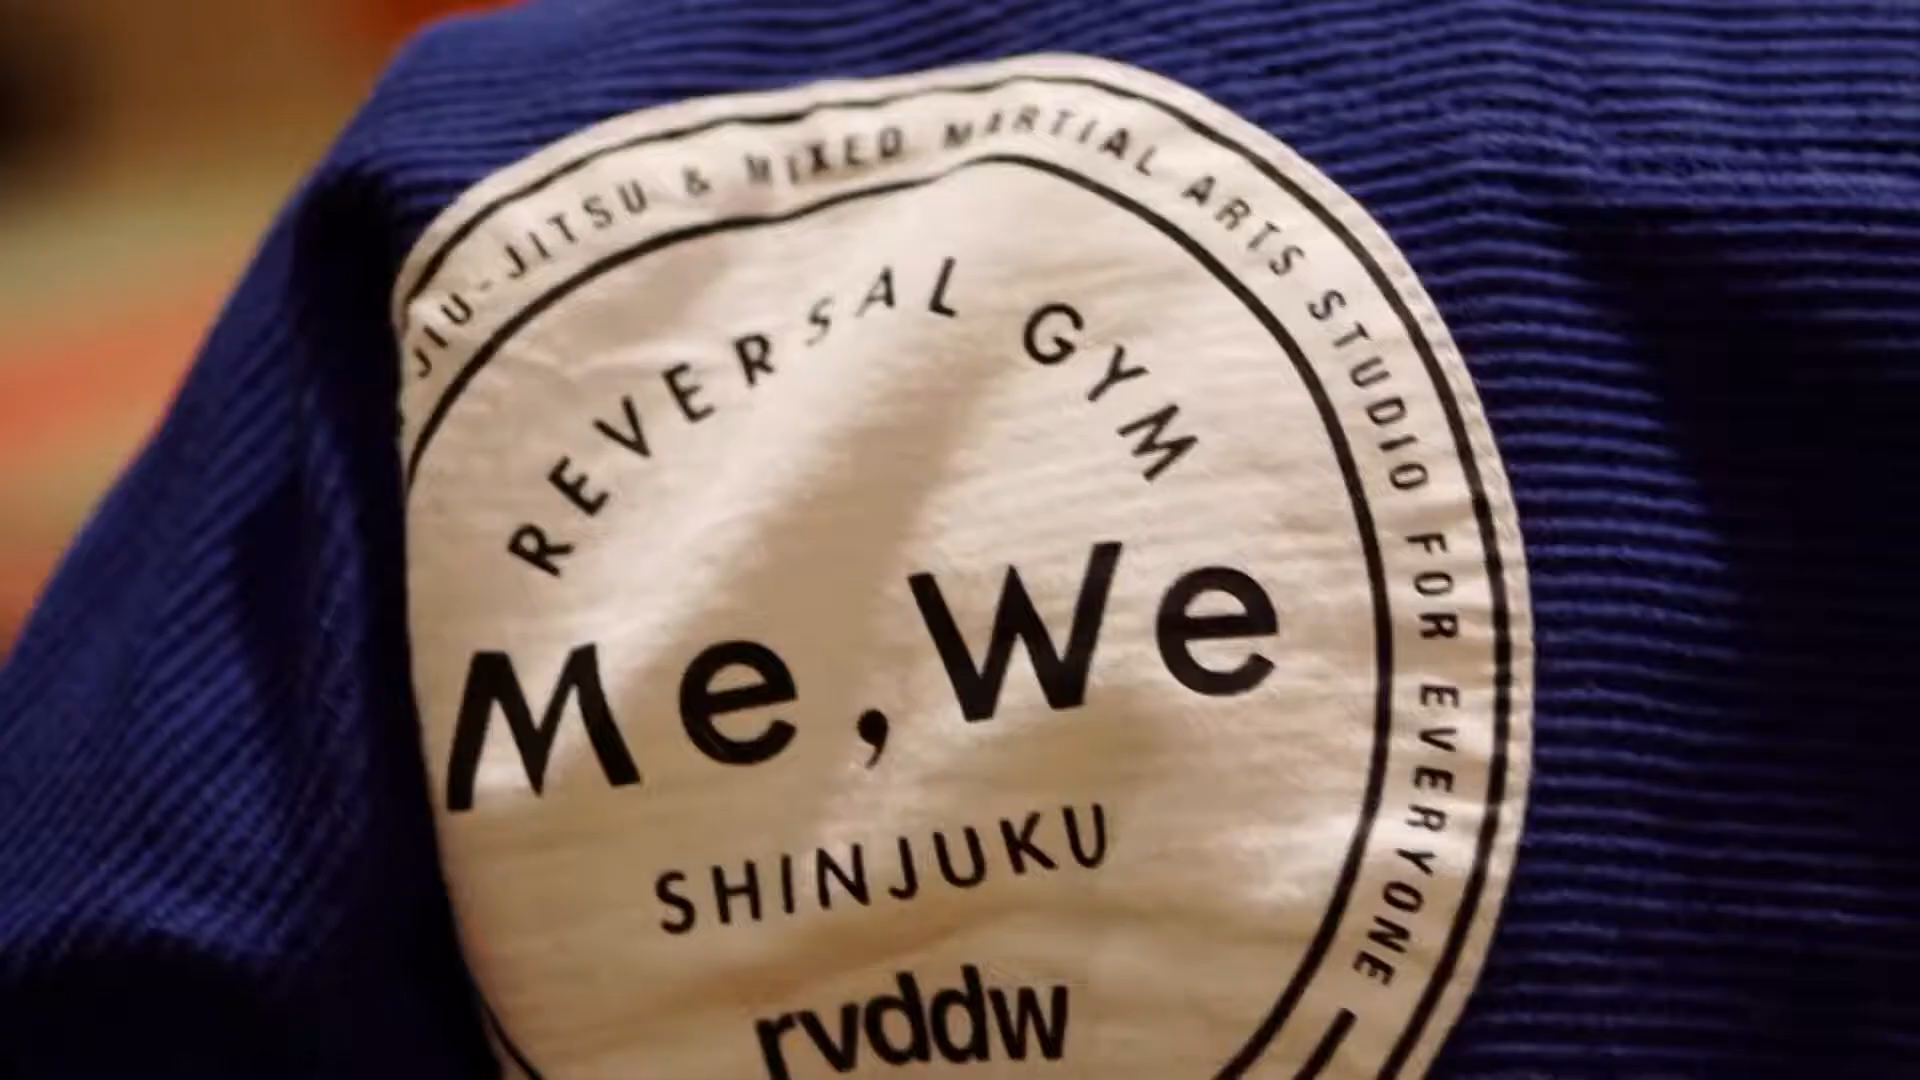 JIU-JITSU & MIXED MARTIAL ARTS STUDIO FOR EVERYONE —
REVERSAL GYM
Me,We
SHINJUKU
rvddw